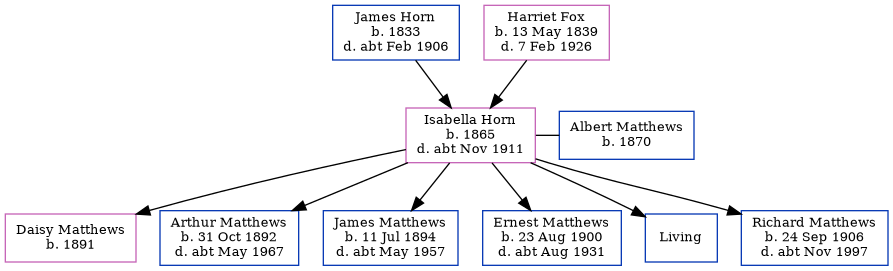 James Horn
b. 1833
d. abt Feb 1906
Harriet Fox
b. 13 May 1839
d. 7 Feb 1926
Isabella Horn
b. 1865
d. abt Nov 1911
Albert Matthews
b. 1870
Daisy Matthews
b. 1891
Arthur Matthews
b. 31 Oct 1892
d. abt May 1967
James Matthews
b. 11 Jul 1894
d. abt May 1957
Ernest Matthews
b. 23 Aug 1900
d. abt Aug 1931
Living
Richard Matthews
b. 24 Sep 1906
d. abt Nov 1997